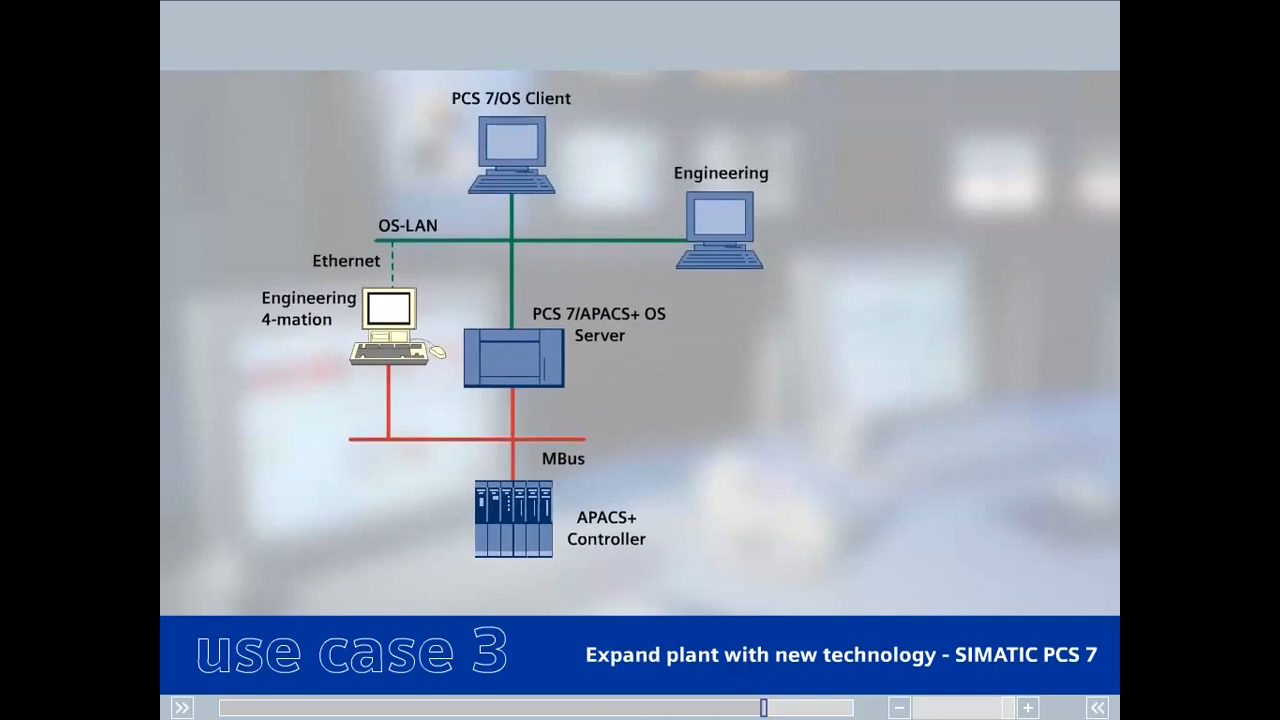 PCS 7/OS Client
Engineering
OS-LAN
Ethernet
Engineering
4-mation
PCS 7/APACS+ OS
Server
MBus
APACS+
Controller
use case 3
Expand plant with new technology - SIMATIC PCS 7